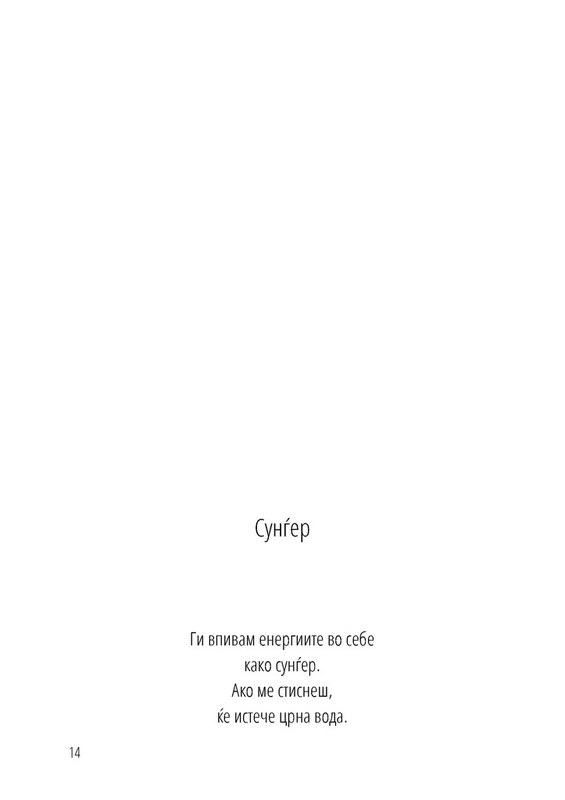 Сунѓер
Ги впивам енергиите во себе
како сунѓер.
Ако ме стиснеш,
ќе истече црна вода.
14